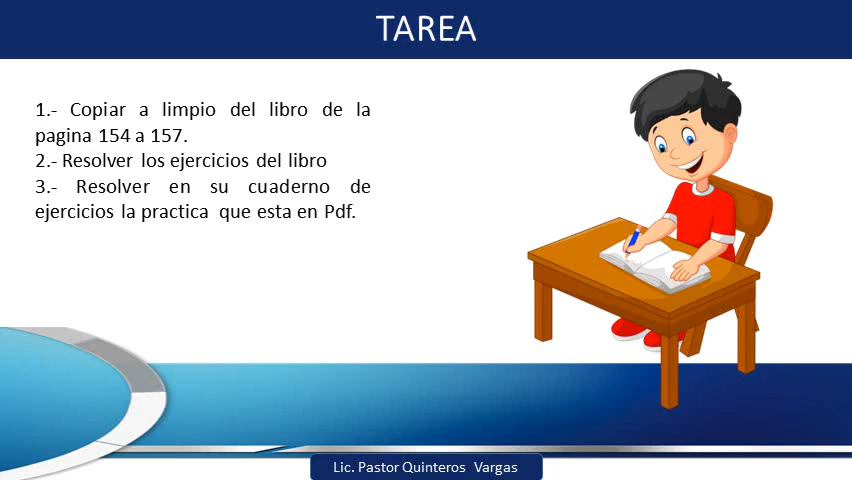 TAREA
1.- Copiar a limpio del libro de la
pagina 154 a 157.
2.- Resolver los ejercicios del libro
3.- Resolver en su cuaderno de
ejercicios la practica que esta en Pdf.
Lic. Pastor Quinteros Vargas